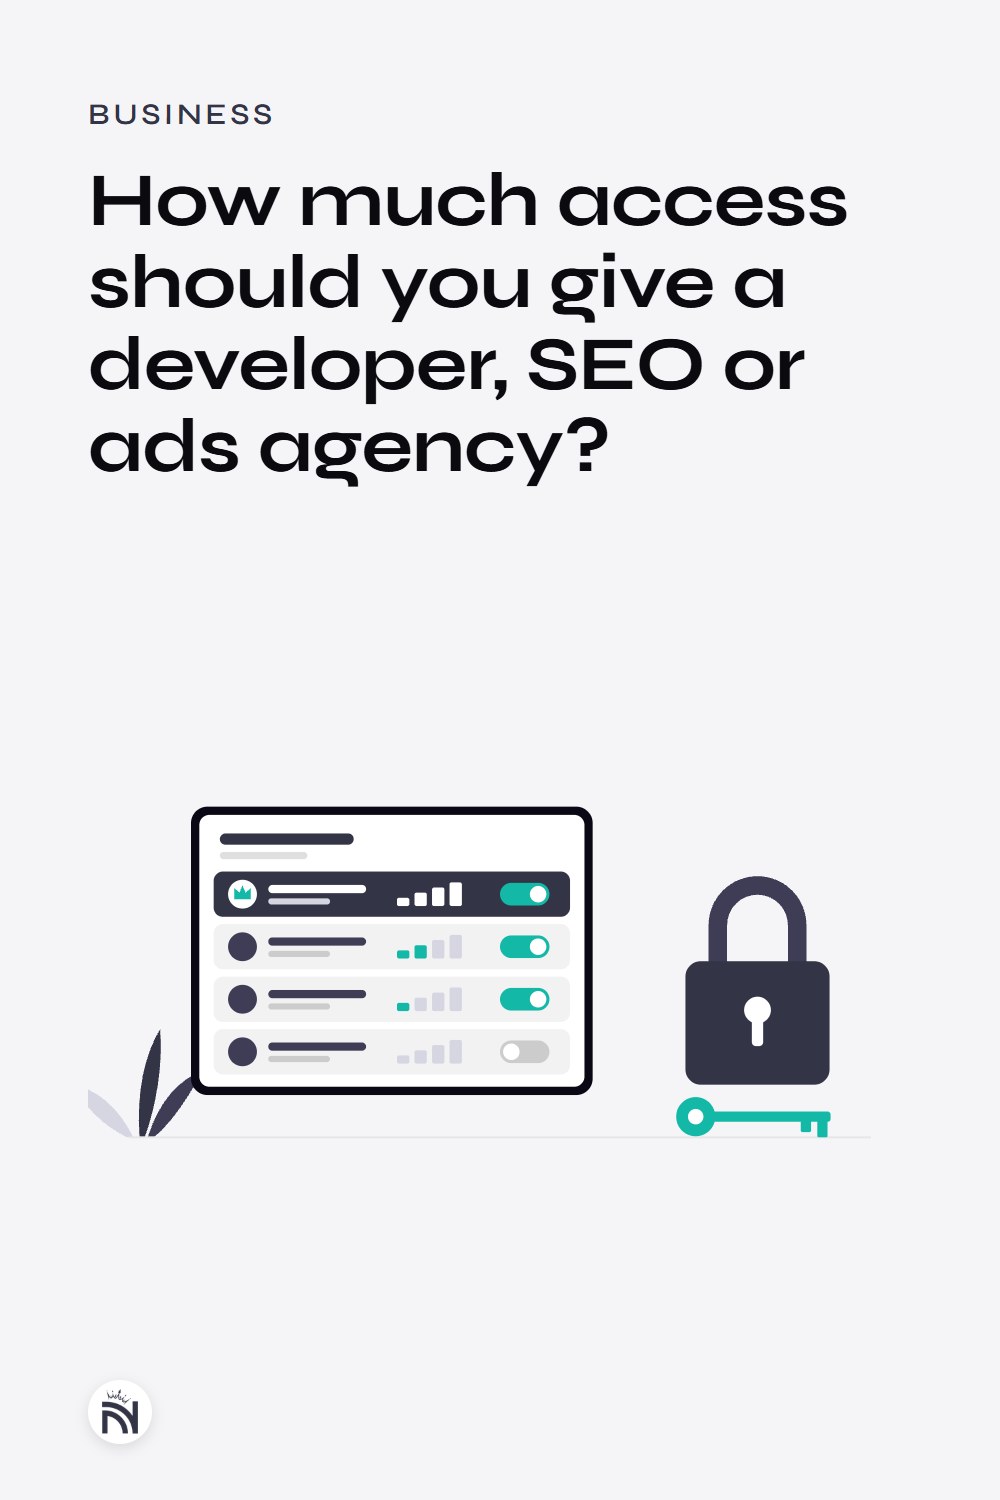 BUSINESS
How much access
should you give a
developer, SEO or
ads agency?